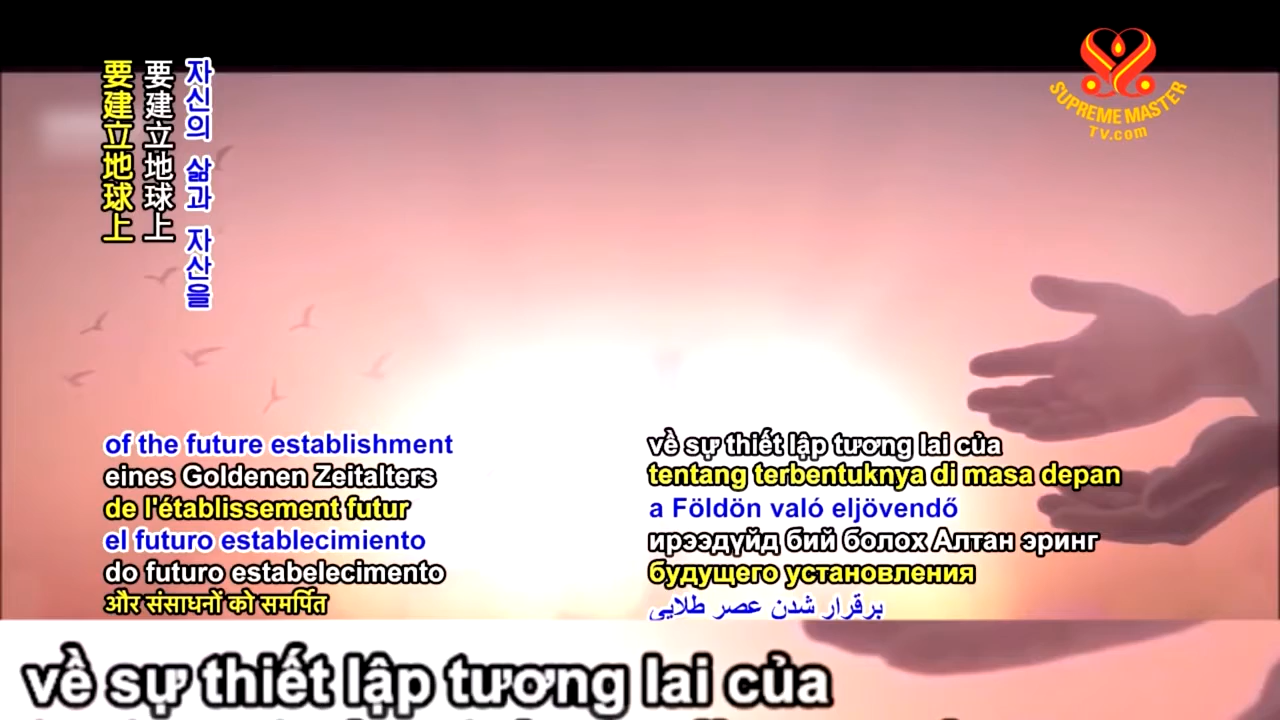 要建立地球上
要建立地球上
자신의 삶과 자산을
SUPREME MASTER
TV.com
of the future establishment
eines Goldenen Zeitalters
de l'établissement futur
el futuro establecimiento
do futuro estabelecimento
और संसाधनों को समर्पित
về sự thiết lập tương lai của
tentang terbentuknya di masa depan
a Földön való eljövendő
ирээдүйд бий болох Алтан эринг
будущего установления
برقرار شدن عصر طلایی
về sự thiết lập tương lai của